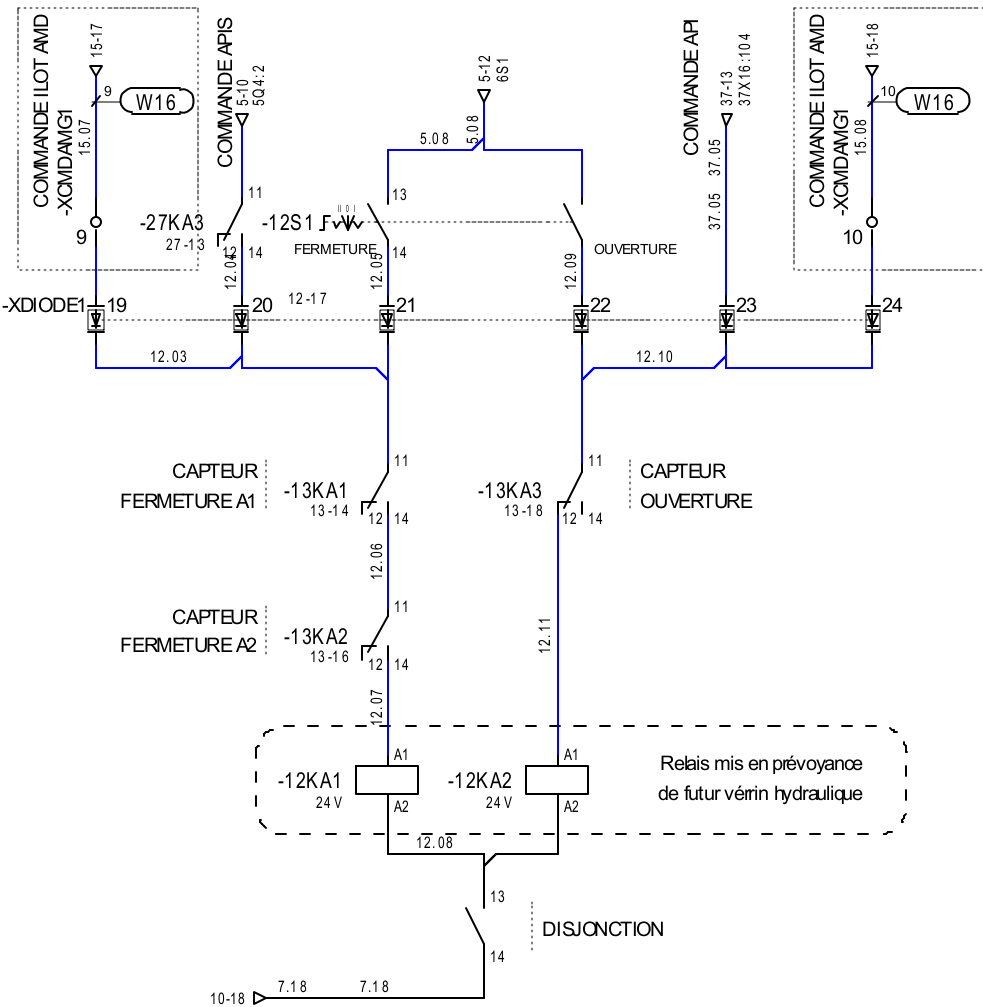 COMMANDE ILOT AMD
-XCMDAMG1
15-17
9
W16
15.07
9
COMMANDE APIS
5-10
5Q4:2
11
-27KA3
27-13
12
14
12.04
5-12
6S1
5.08
5.08
13
-12S1
II 0 I
FERMETURE
14
12.05
OUVERTURE
12.09
COMMANDE API
37-13
37X16:104
37.05
37.05
COMMANDE ILOT AMD
-XCMDAMG1
15-18
10
W16
15.08
10
-XDIODE1
19
20
12-17
21
22
23
24
12.03
12.10
CAPTEUR
FERMETURE A1
-13KA1
13-14
11
12
14
12.06
-13KA3
13-18
11
12
14
CAPTEUR
OUVERTURE
CAPTEUR
FERMETURE A2
-13KA2
13-16
11
12
14
12.07
12.11
-12KA1
24V
A1
A2
-12KA2
24V
A1
A2
Relais mis en prévoyance
de futur vérrin hydraulique
12.08
13
14
DISJONCTION
10-18
7.18
7.18